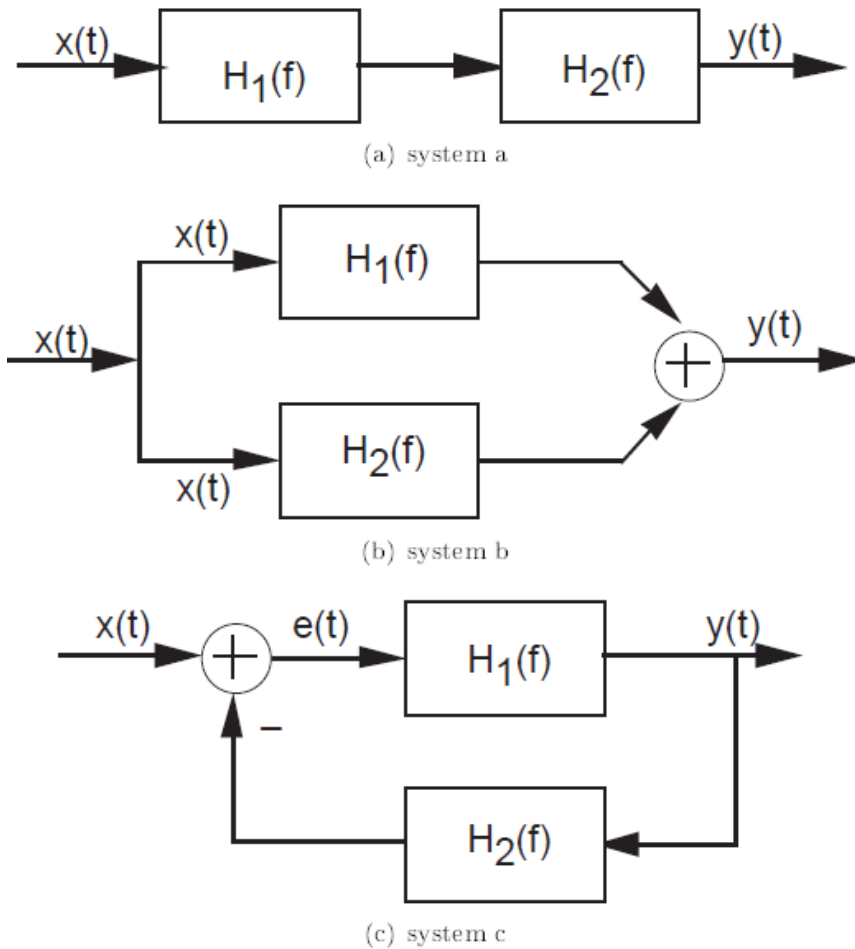 x(t) H1(f) H2(f) y(t)
(a) system a
x(t) H1(f)
x(t) + y(t)
x(t) H2(f)
(b) system b
x(t) + e(t) H1(f) y(t)
–
H2(f)
(c) system c